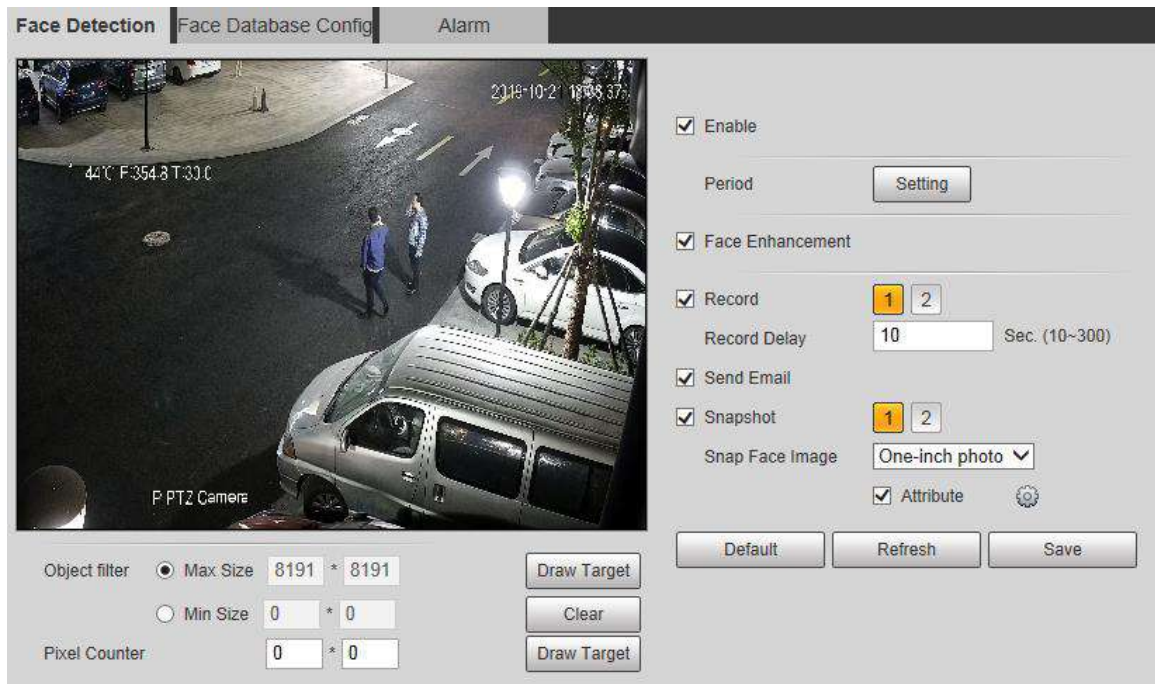 Face Detection Face Database Config Alarm
2019-10-21
44℃ F:354.8 T:30.0
P PTZ Camera
Enable
Period Setting
Face Enhancement
Record 1 2
Record Delay 10 Sec. (10~300)
Send Email
Snapshot 1 2
Snap Face Image One-inch photo
Attribute
Default Refresh Save
Object filter Max Size 8191 * 8191 Draw Target
Min Size 0 * 0 Clear
Pixel Counter 0 * 0 Draw Target